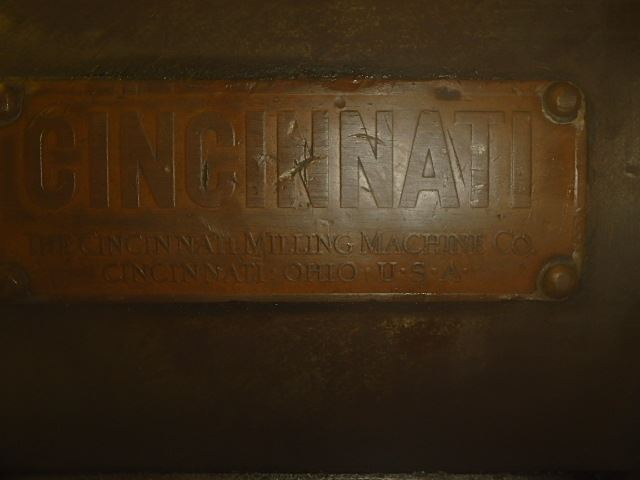 CINCINNATI
THE CINCINNATI MILLING MACHINE CO.
CINCINNATI · OHIO · U · S · A ·